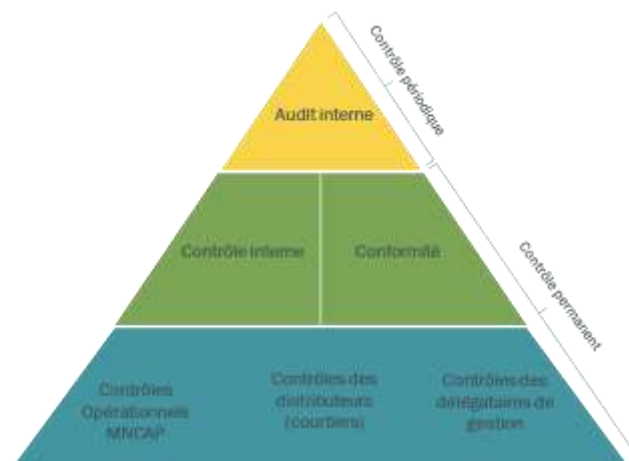 Contrôle périodique
Audit interne
Contrôle interne
Conformité
Contrôle permanent
Contrôles
Opérationnels
MNCAP
Contrôles des
distributeurs
(courtiers)
Contrôles des
délégataires de
gestion